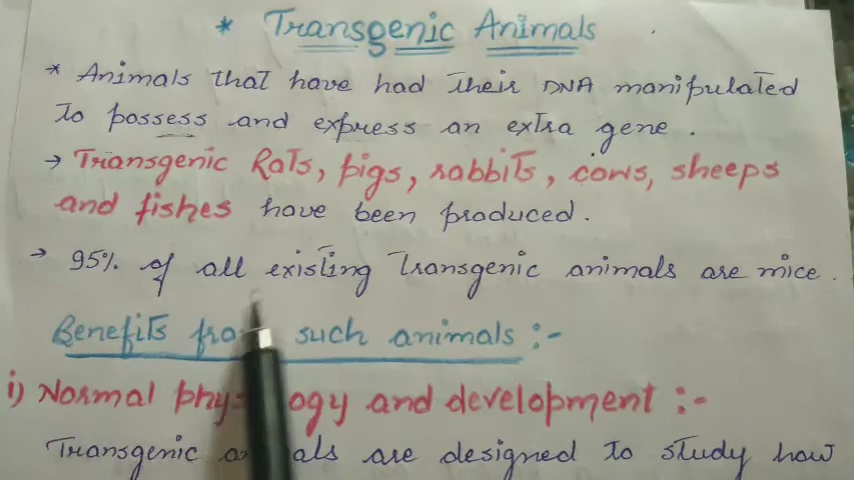 * Transgenic Animals
* Animals that have had their DNA manipulated
to possess and express an extra gene.
→ Transgenic Rats, pigs, rabbits, cows, sheeps
and fishes have been produced.
→ 95% of all existing Transgenic animals are mice.
Benefits such animals :-
i) Normal and development :-
Transgenic are designed to study how